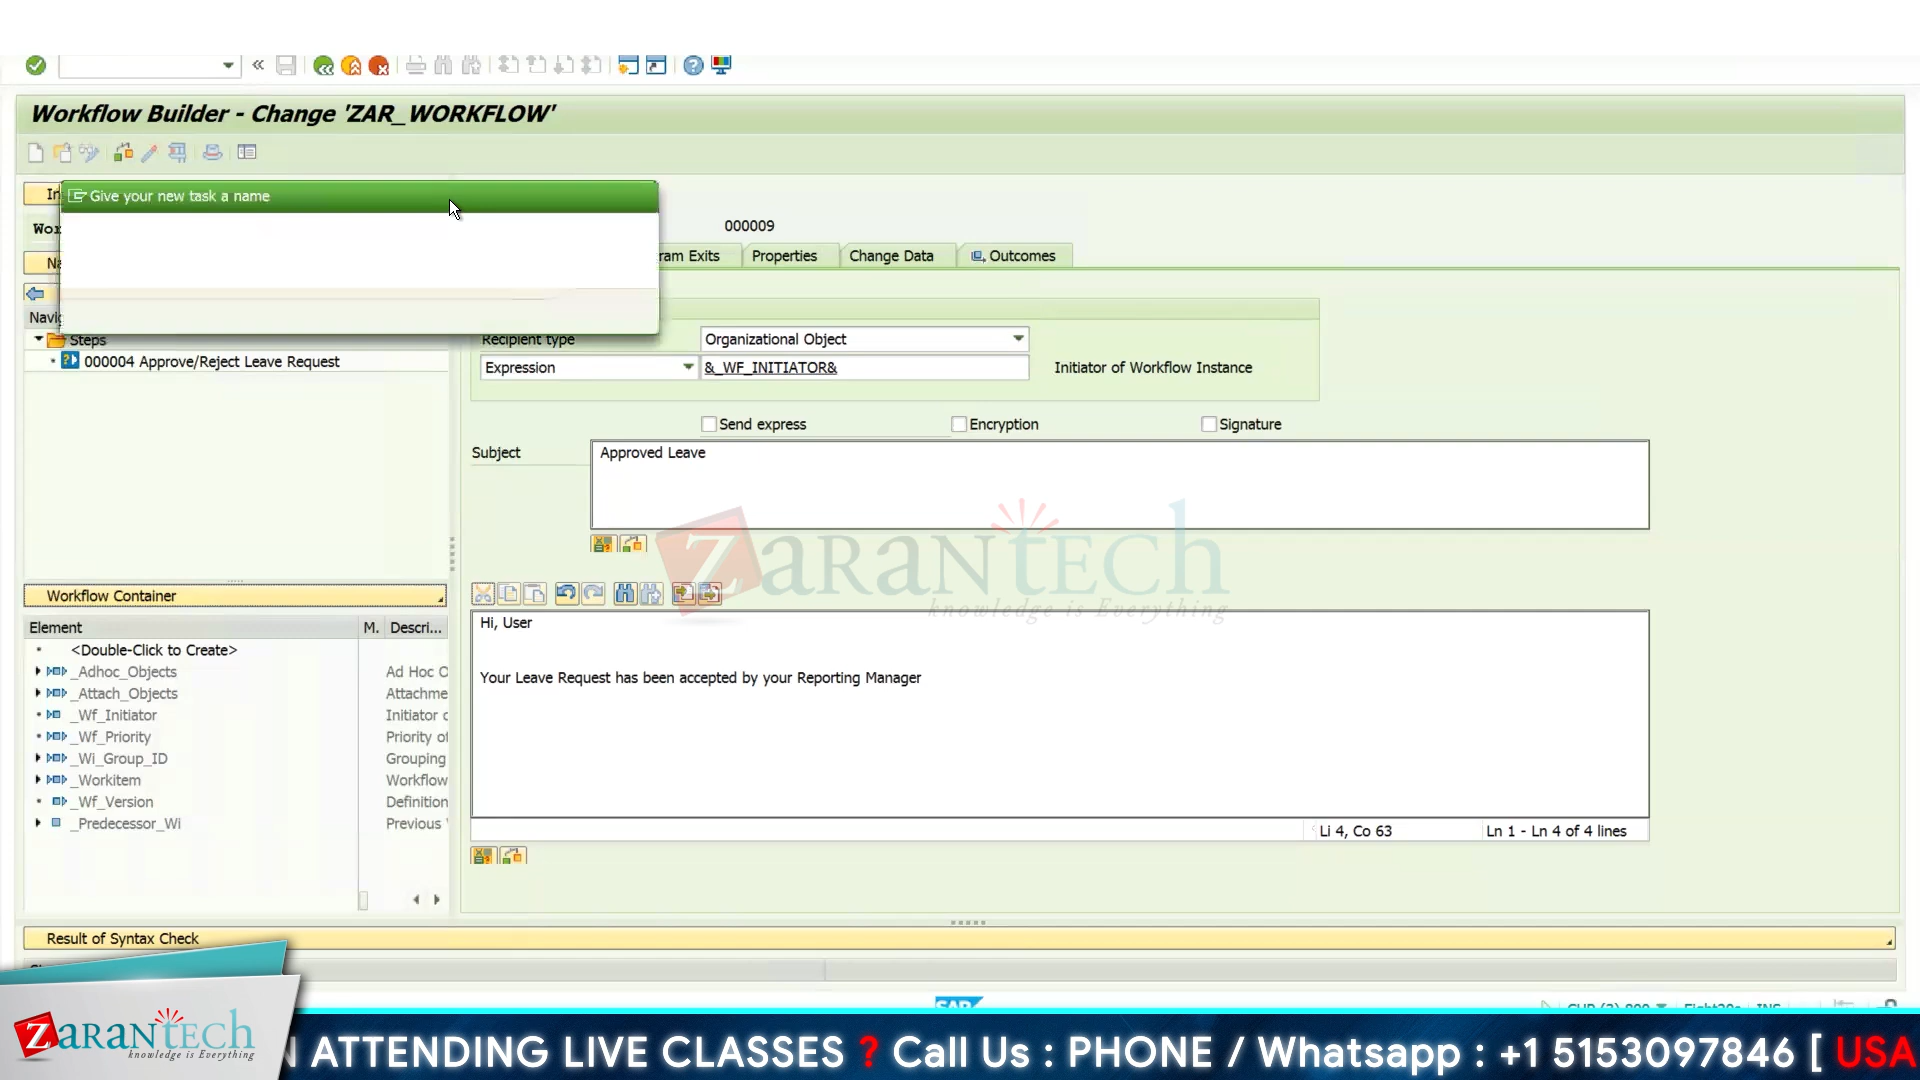 Workflow Builder - Change 'ZAR_WORKFLOW'
Give your new task a name
000009
Properties
Change Data
Outcomes
Steps
000004 Approve/Reject Leave Request
Recipient type
Organizational Object
Expression
&_WF_INITIATOR&
Initiator of Workflow Instance
Send express
Encryption
Signature
Subject
Approved Leave
ZARANTECH
knowledge is Everything
Hi, User
Your Leave Request has been accepted by your Reporting Manager
Li 4, Co 63
Ln 1 - Ln 4 of 4 lines
Workflow Container
Element
M.
Descri...
<Double-Click to Create>
_Adhoc_Objects
Ad Hoc O
_Attach_Objects
Attachme
_Wf_Initiator
Initiator
_Wf_Priority
Priority of
_Wi_Group_ID
Grouping
_Workitem
Workflow
_Wf_Version
Definition
_Predecessor_Wi
Previous
Result of Syntax Check
SAP
ZARANTECH
knowledge is Everything
ATTENDING LIVE CLASSES ? Call Us : PHONE / Whatsapp : +1 5153097846 [ USA